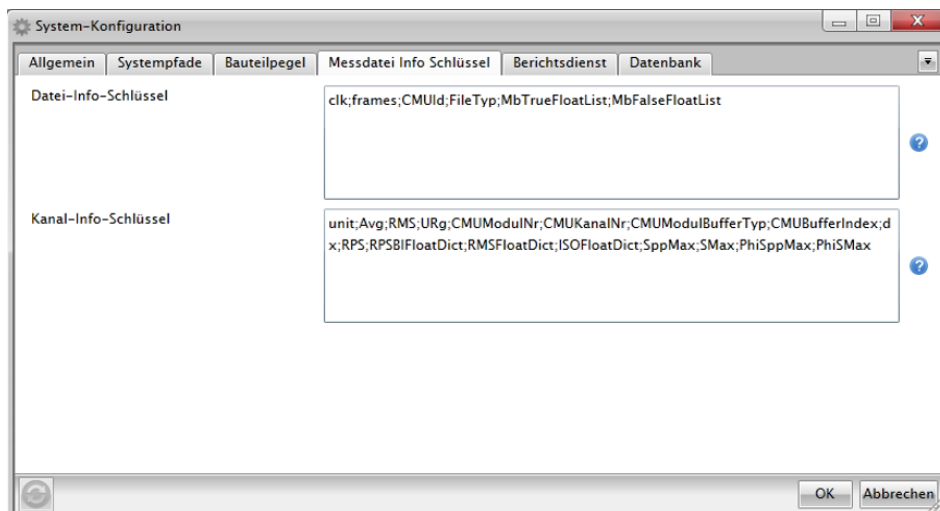 System-Konfiguration
Allgemein Systempfade Bauteilpegel Messdatei Info Schlüssel Berichtsdienst Datenbank
Datei-Info-Schlüssel
clk;frames;CMUId;FileTyp;MbTrueFloatList;MbFalseFloatList
Kanal-Info-Schlüssel
unit;Avg;RMS;URg;CMUModulNr;CMUKanalNr;CMUModulBufferTyp;CMUBufferIndex;d
x;RPS;RPSBIFloatDict;RMSFloatDict;ISOFloatDict;SppMax;SMax;PhiSppMax;PhiSMax
OK Abbrechen